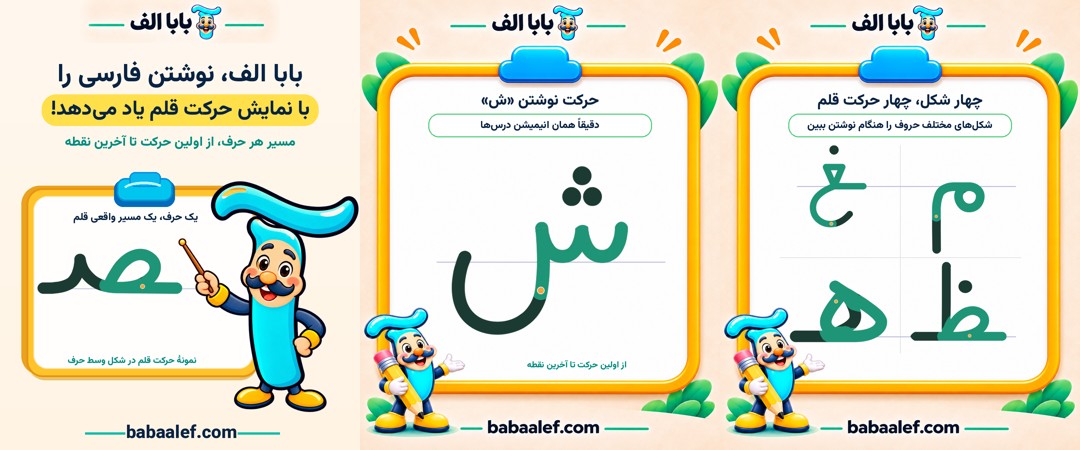 بابا الف
بابا الف، نوشتن فارسی را
با نمایش حرکت قلم یاد می‌دهد!
مسیر هر حرف، از اولین حرکت تا آخرین نقطه
یک حرف، یک مسیر واقعی قلم
ـصـ
نمونهٔ حرکت قلم در شکل وسط حرف
babaalef.com
بابا الف
حرکت نوشتن «ش»
دقیقاً همان انیمیشن درس‌ها
ش
از اولین حرکت تا آخرین نقطه
babaalef.com
بابا الف
چهار شکل، چهار حرکت قلم
شکل‌های مختلف حروف را هنگام نوشتن ببین
م غ
ظ ه
babaalef.com